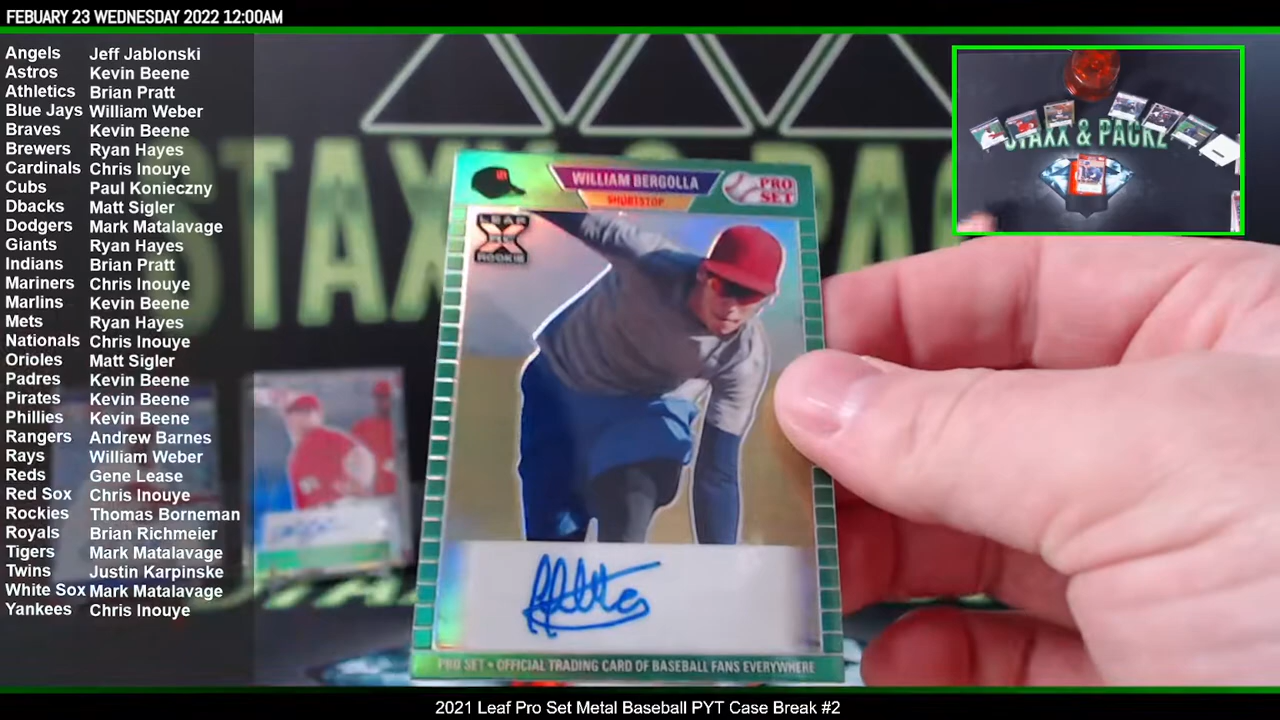 FEBUARY 23 WEDNESDAY 2022 12:00AM
Angels Jeff Jablonski
Astros Kevin Beene
Athletics Brian Pratt
Blue Jays William Weber
Braves Kevin Beene
Brewers Ryan Hayes
Cardinals Chris Inouye
Cubs Paul Konieczny
Dbacks Matt Sigler
Dodgers Mark Matalavage
Giants Ryan Hayes
Indians Brian Pratt
Mariners Chris Inouye
Marlins Kevin Beene
Mets Ryan Hayes
Nationals Chris Inouye
Orioles Matt Sigler
Padres Kevin Beene
Pirates Kevin Beene
Phillies Kevin Beene
Rangers Andrew Barnes
Rays William Weber
Reds Gene Lease
Red Sox Chris Inouye
Rockies Thomas Borneman
Royals Brian Richmeier
Tigers Mark Matalavage
Twins Justin Karpinske
White Sox Mark Matalavage
Yankees Chris Inouye
WILLIAM BERGOLLA
SHORTSTOP
PRO
SET
LEAF
ROOKIE
PRO SET • OFFICIAL TRADING CARD OF BASEBALL FANS EVERYWHERE
STAXX & PACKZ
2021 Leaf Pro Set Metal Baseball PYT Case Break #2